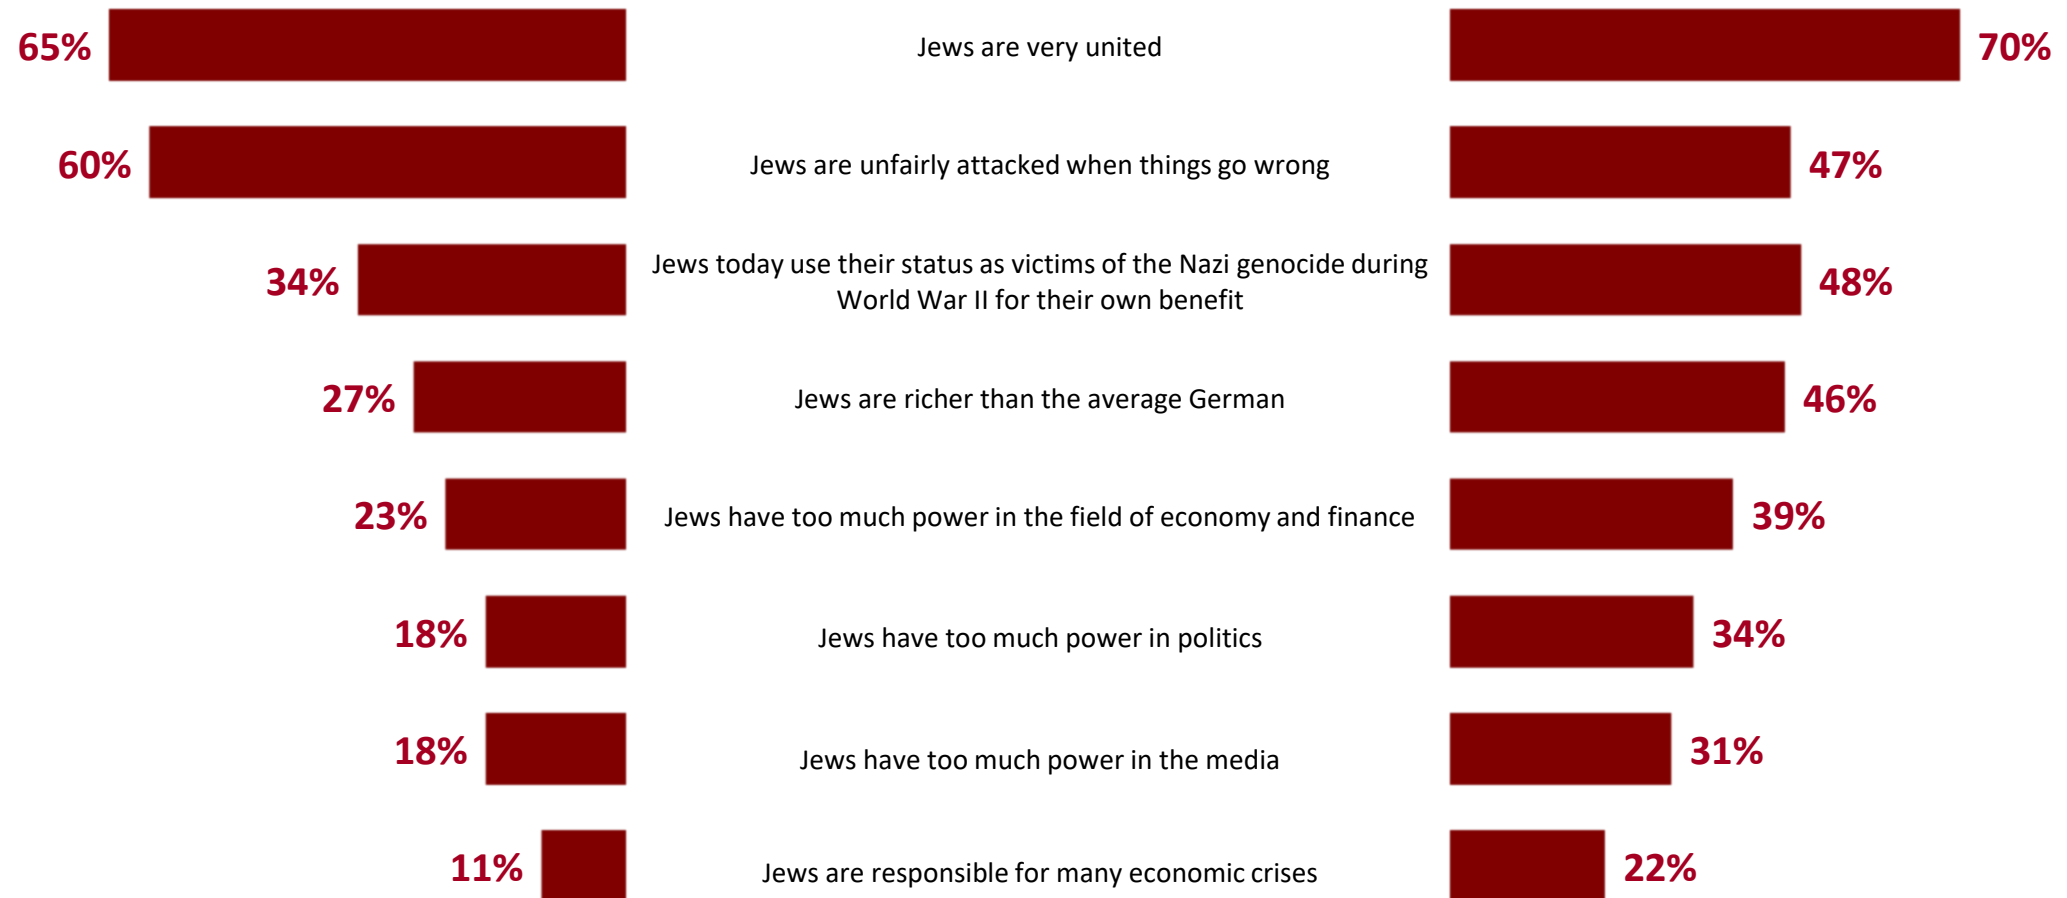 65% Jews are very united 70%
60% Jews are unfairly attacked when things go wrong 47%
Jews today use their status as victims of the Nazi genocide during
34% World War II for their own benefit 48%
27% Jews are richer than the average German 46%
23% Jews have too much power in the field of economy and finance 39%
18% Jews have too much power in politics 34%
18% Jews have too much power in the media 31%
11% Jews are responsible for many economic crises 22%